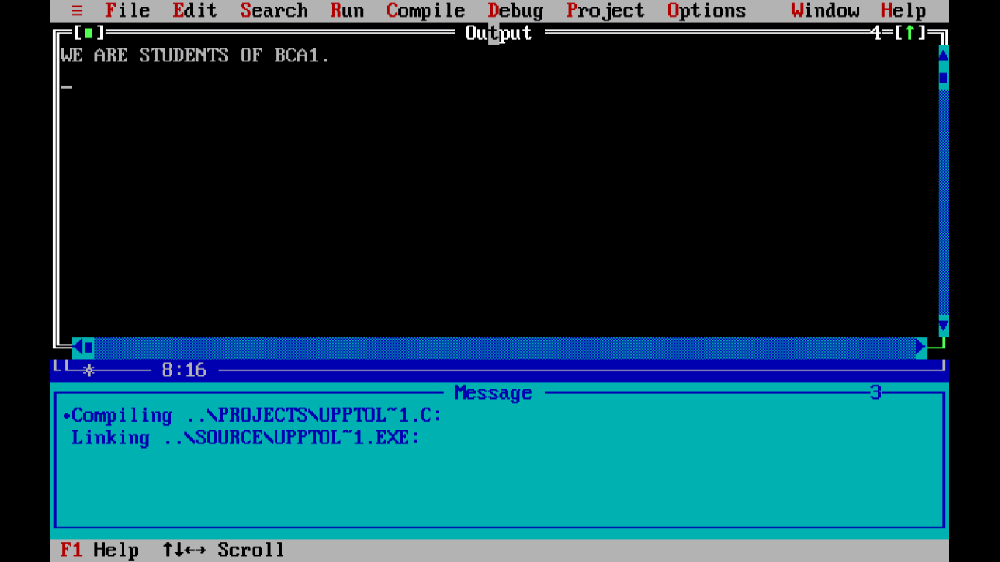 ≡ File Edit Search Run Compile Debug Project Options Window Help
[■] Output 4=[↑]
WE ARE STUDENTS OF BCA1.
_
8:16
Message 3
•Compiling ..\PROJECTS\UPPTOL~1.C:
Linking ..\SOURCE\UPPTOL~1.EXE:
F1 Help ↑↓←→ Scroll